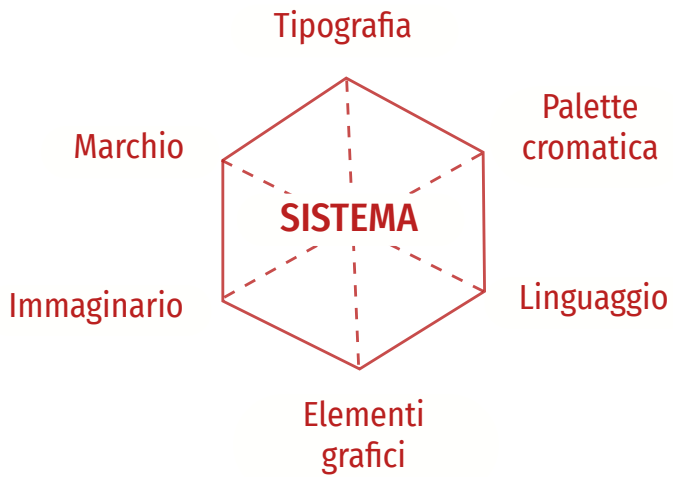 Tipografia
Palette
cromatica
Marchio
SISTEMA
Immaginario
Linguaggio
Elementi
grafici